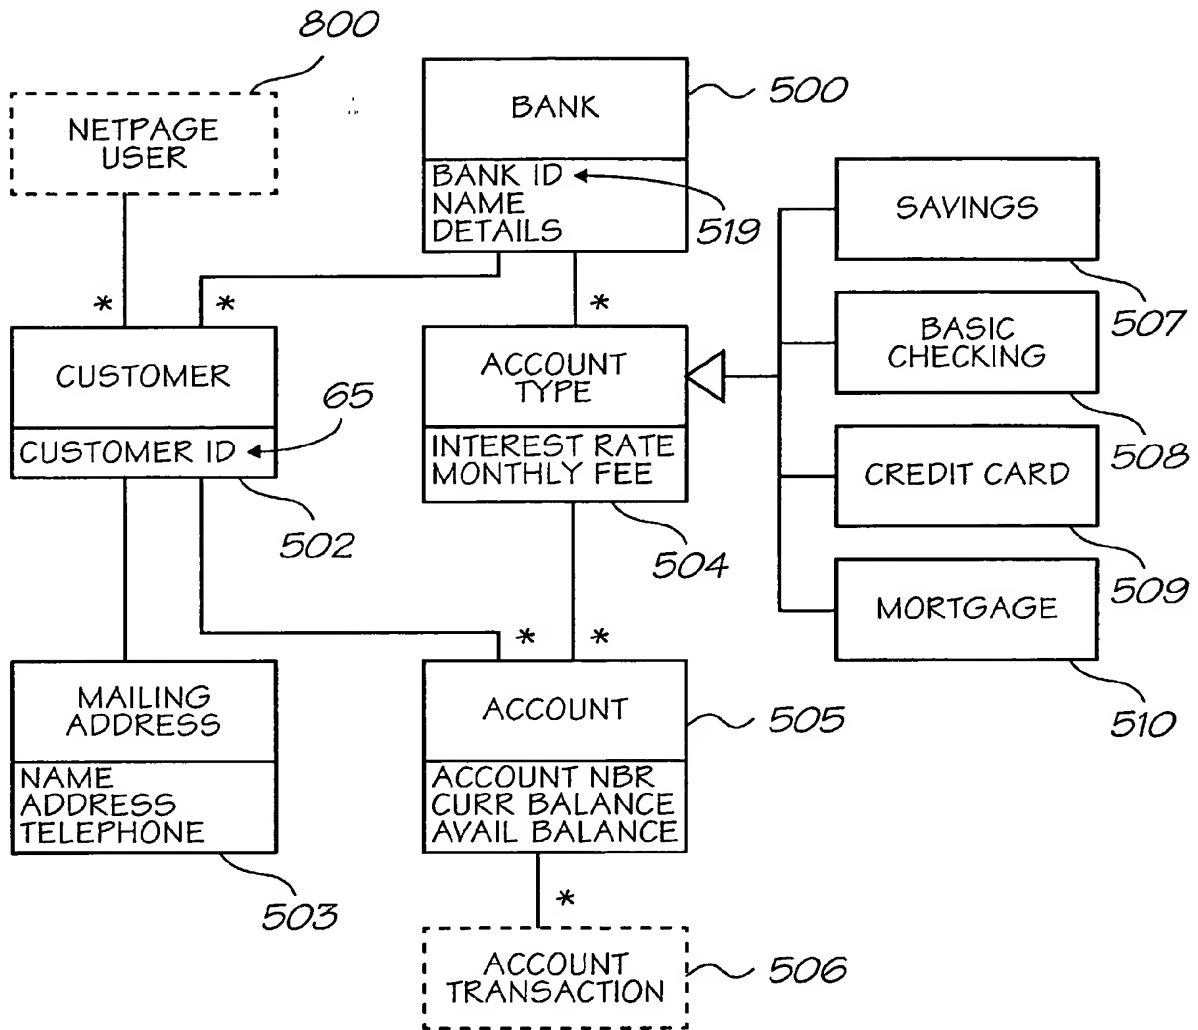 800
NETPAGE
USER
BANK
500
BANK ID
NAME
DETAILS
519
SAVINGS
507
*
*
*
CUSTOMER
65
CUSTOMER ID
502
ACCOUNT
TYPE
INTEREST RATE
MONTHLY FEE
504
BASIC
CHECKING
508
CREDIT CARD
509
MORTGAGE
510
*
*
MAILING
ADDRESS
NAME
ADDRESS
TELEPHONE
503
ACCOUNT
505
ACCOUNT NBR
CURR BALANCE
AVAIL BALANCE
*
ACCOUNT
TRANSACTION
506